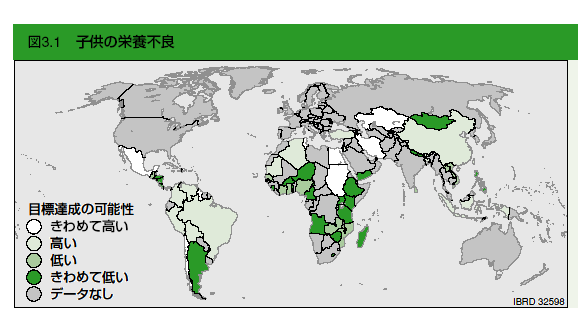 図3.1 子供の栄養不良
目標達成の可能性
きわめて高い
高い
低い
きわめて低い
データなし
IBRD 32598